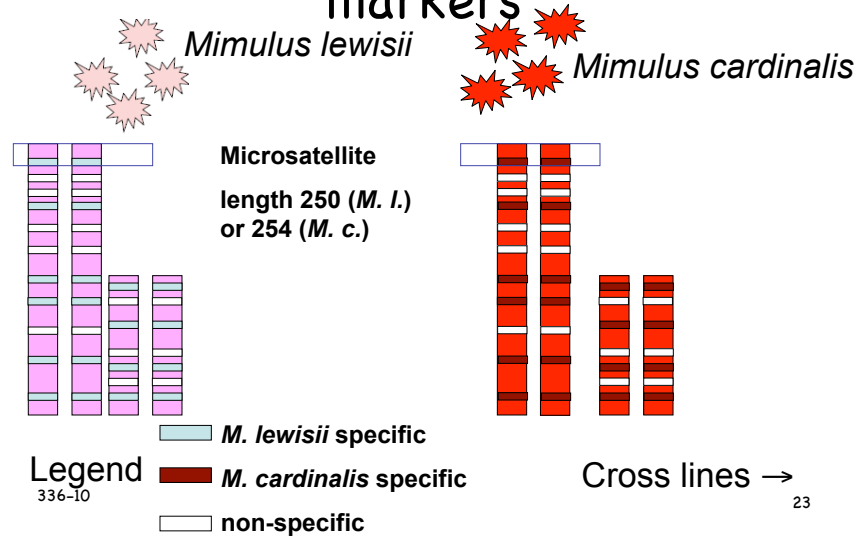 markers
Mimulus lewisii
Mimulus cardinalis
Microsatellite
length 250 (M. l.)
or 254 (M. c.)
M. lewisii specific
Legend
M. cardinalis specific
Cross lines →
336-10
23
non-specific